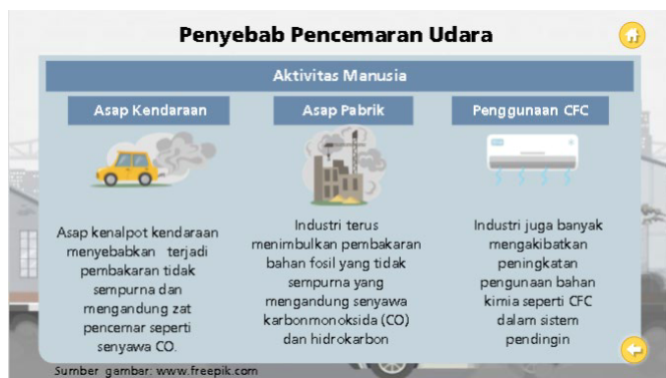 Penyebab Pencemaran Udara
Aktivitas Manusia
Asap Kendaraan
Asap kenalpot kendaraan
menyebabkan terjadi
pembakaran tidak
sempurna dan
mengandung zat
pencemar seperti
senyawa CO.
Asap Pabrik
Industri terus
menimbulkan pembakaran
bahan fosil yang tidak
sempurna yang
mengandung senyawa
karbonmonoksida (CO)
dan hidrokarbon
Penggunaan CFC
Industri juga banyak
mengakibatkan
peningkatan
pengunaan bahan
kimia seperti CFC
dalam sistem
pendingin
Sumber gambar: www.freepik.com